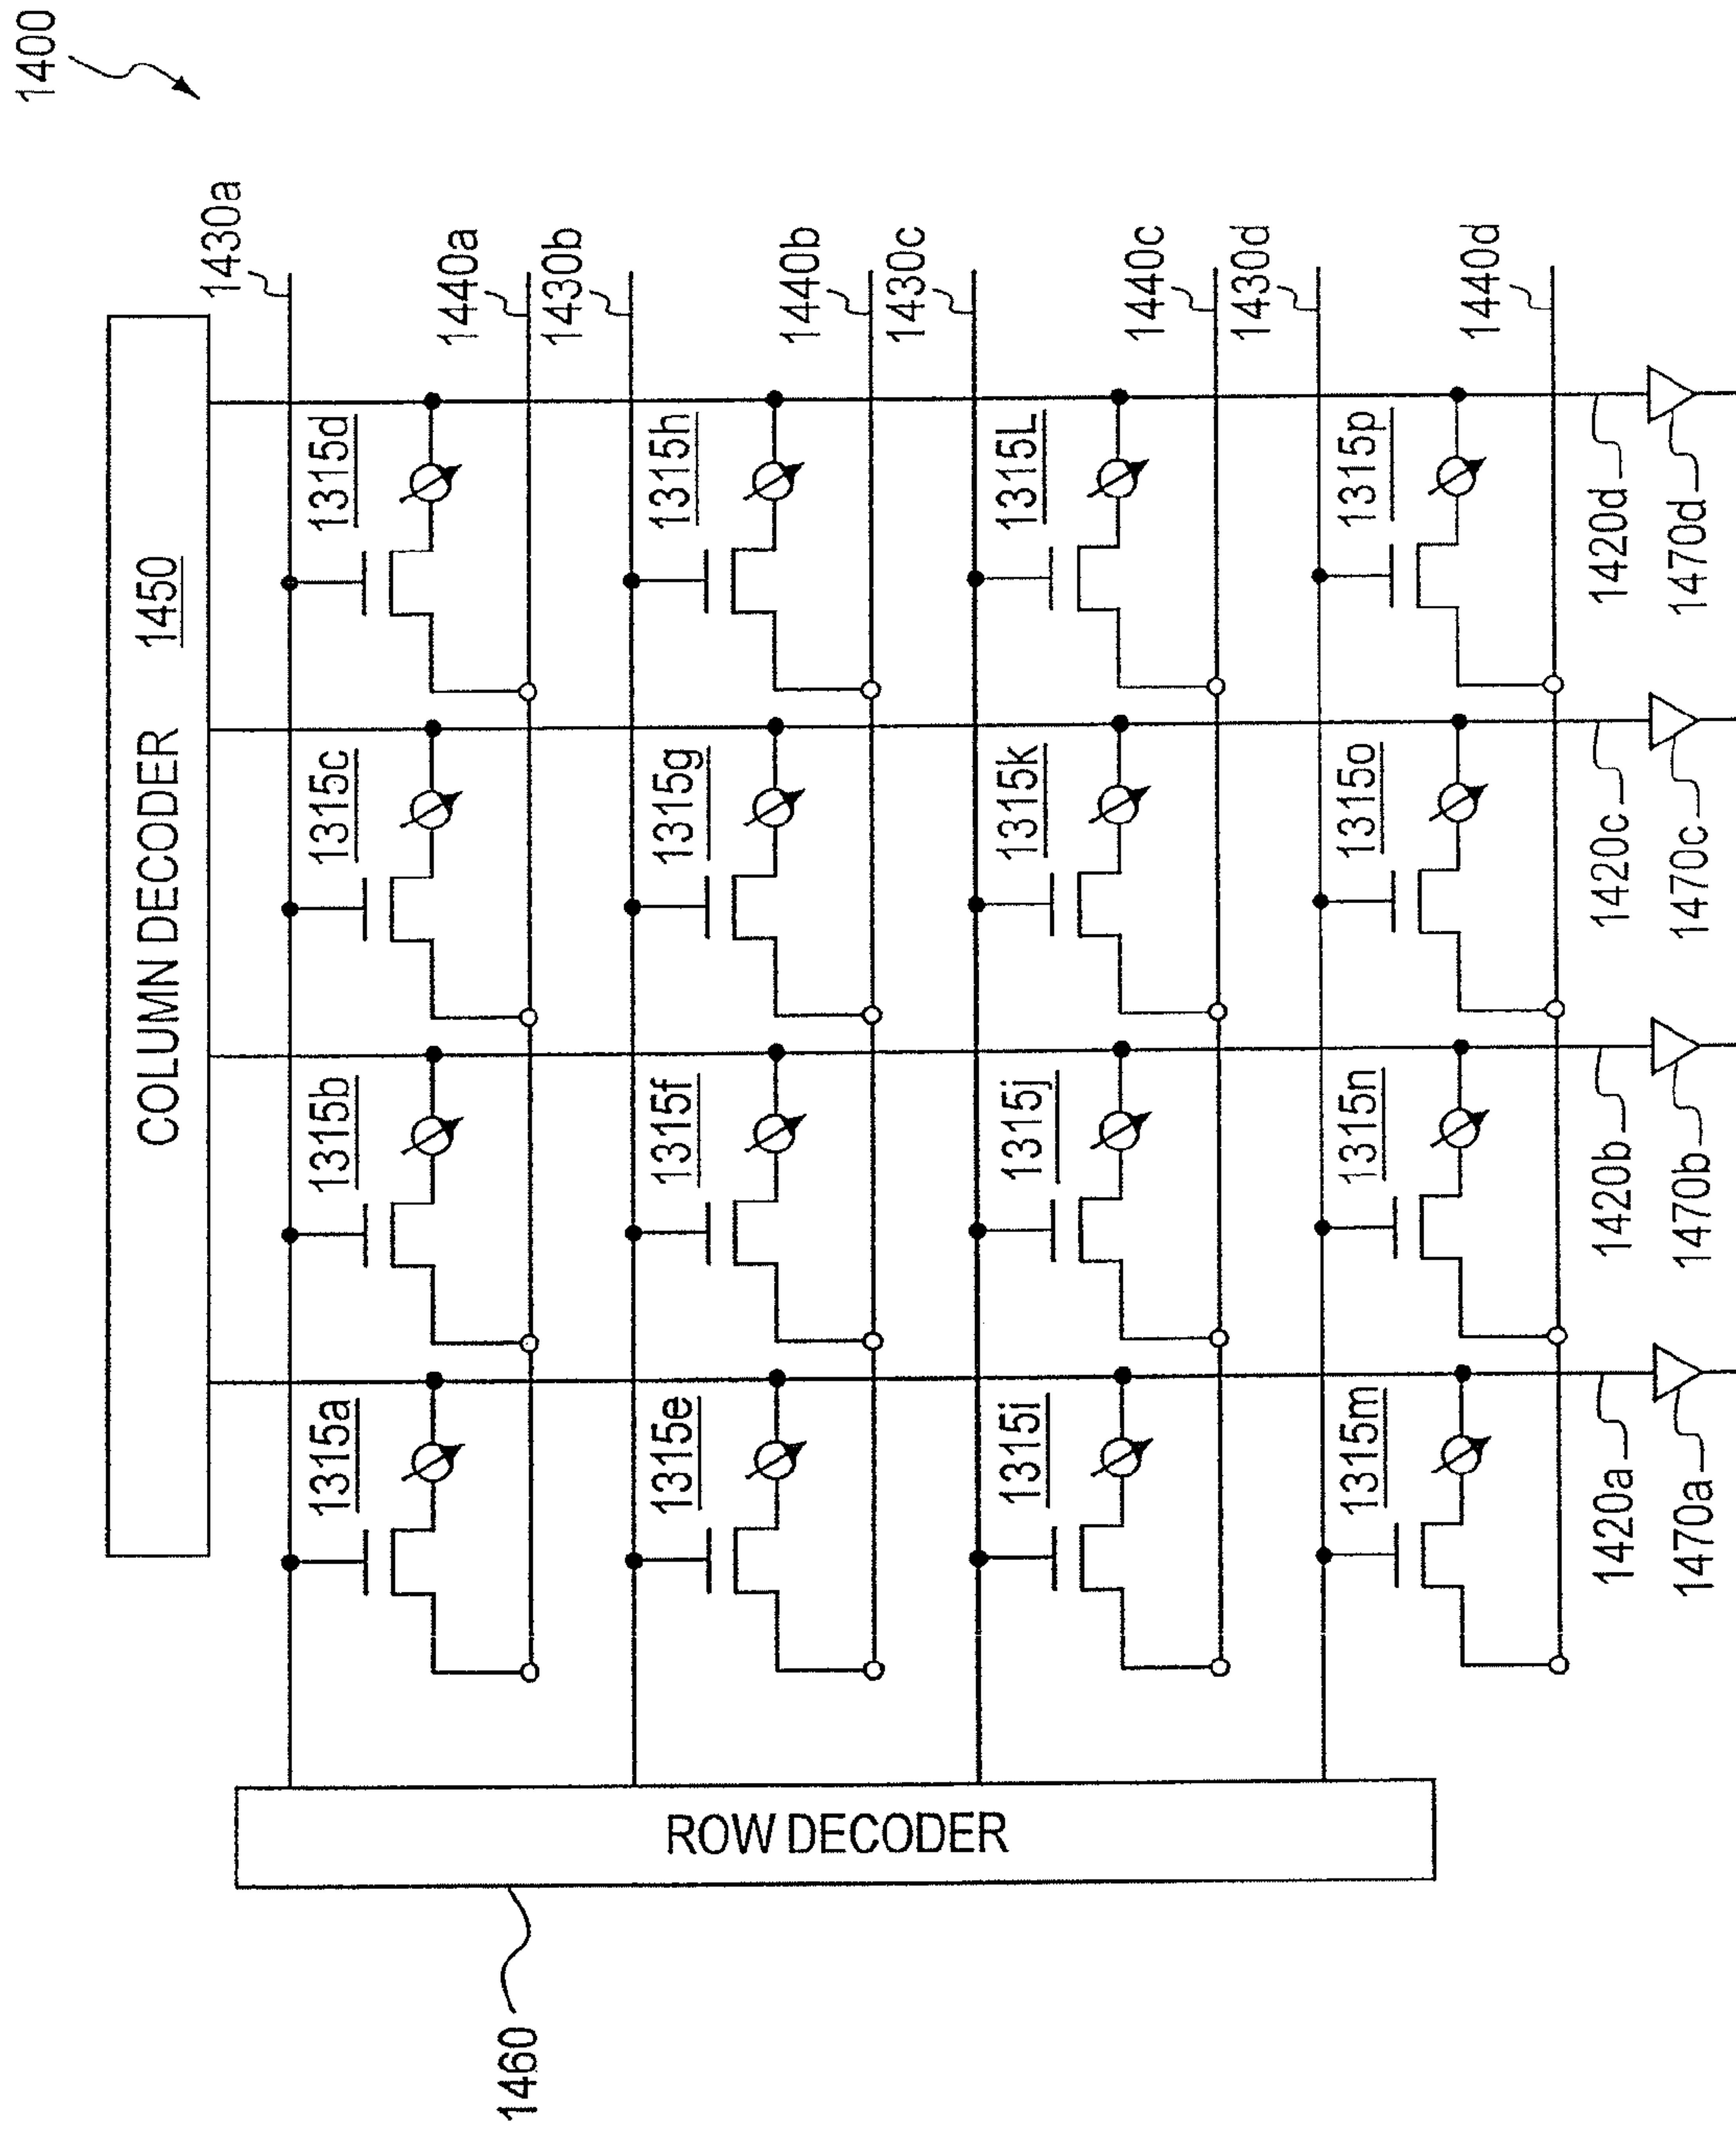 1400
COLUMN DECODER 1450
1430a
1315a 1315b 1315c 1315d
1440a
1430b
1315e 1315f 1315g 1315h
1440b
1430c
1315i 1315j 1315k 1315L
1440c
1430d
1315m 1315n 1315o 1315p
1440d
1420a 1420b 1420c 1420d
1470a 1470b 1470c 1470d
ROW DECODER
1460